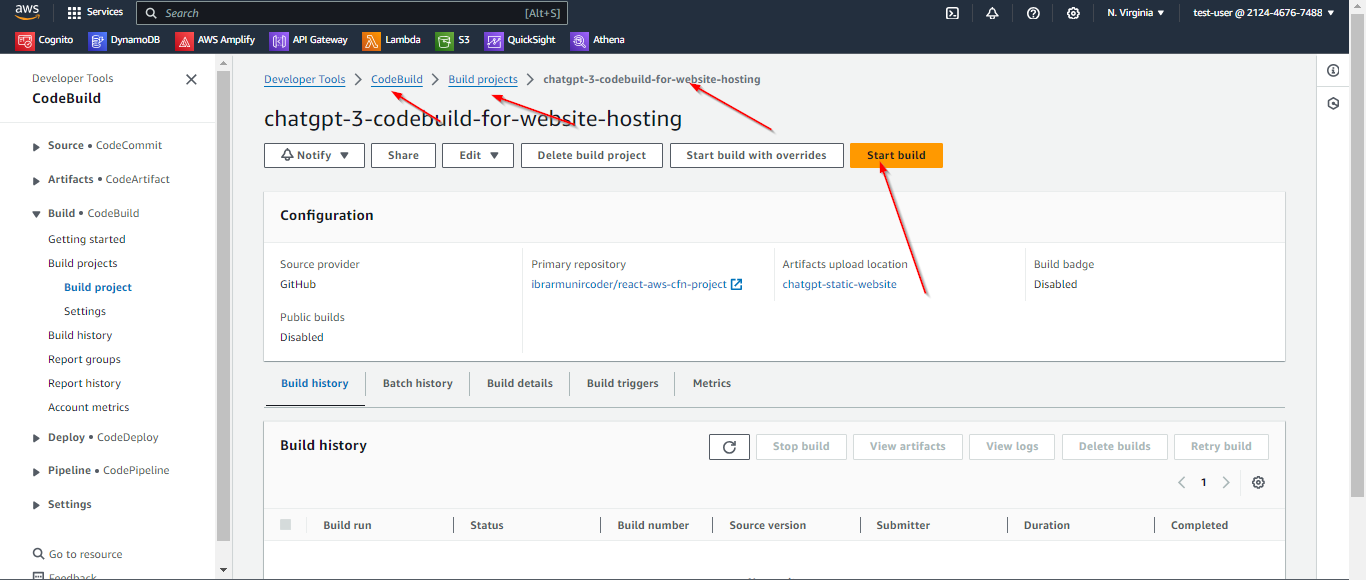 aws Services Search [Alt+S] N. Virginia test-user @ 2124-4676-7488
Cognito DynamoDB AWS Amplify API Gateway Lambda S3 QuickSight Athena
Developer Tools
CodeBuild
Source • CodeCommit
Artifacts • CodeArtifact
Build • CodeBuild
Getting started
Build projects
Build project
Settings
Build history
Report groups
Report history
Account metrics
Deploy • CodeDeploy
Pipeline • CodePipeline
Settings
Go to resource
Feedback
Developer Tools CodeBuild Build projects chatgpt-3-codebuild-for-website-hosting
chatgpt-3-codebuild-for-website-hosting
Notify Share Edit Delete build project Start build with overrides Start build
Configuration
Source provider
GitHub
Primary repository
ibrarmunircoder/react-aws-cfn-project
Artifacts upload location
chatgpt-static-website
Build badge
Disabled
Public builds
Disabled
Build history Batch history Build details Build triggers Metrics
Build history
Stop build View artifacts View logs Delete builds Retry build
1
Build run Status Build number Source version Submitter Duration Completed